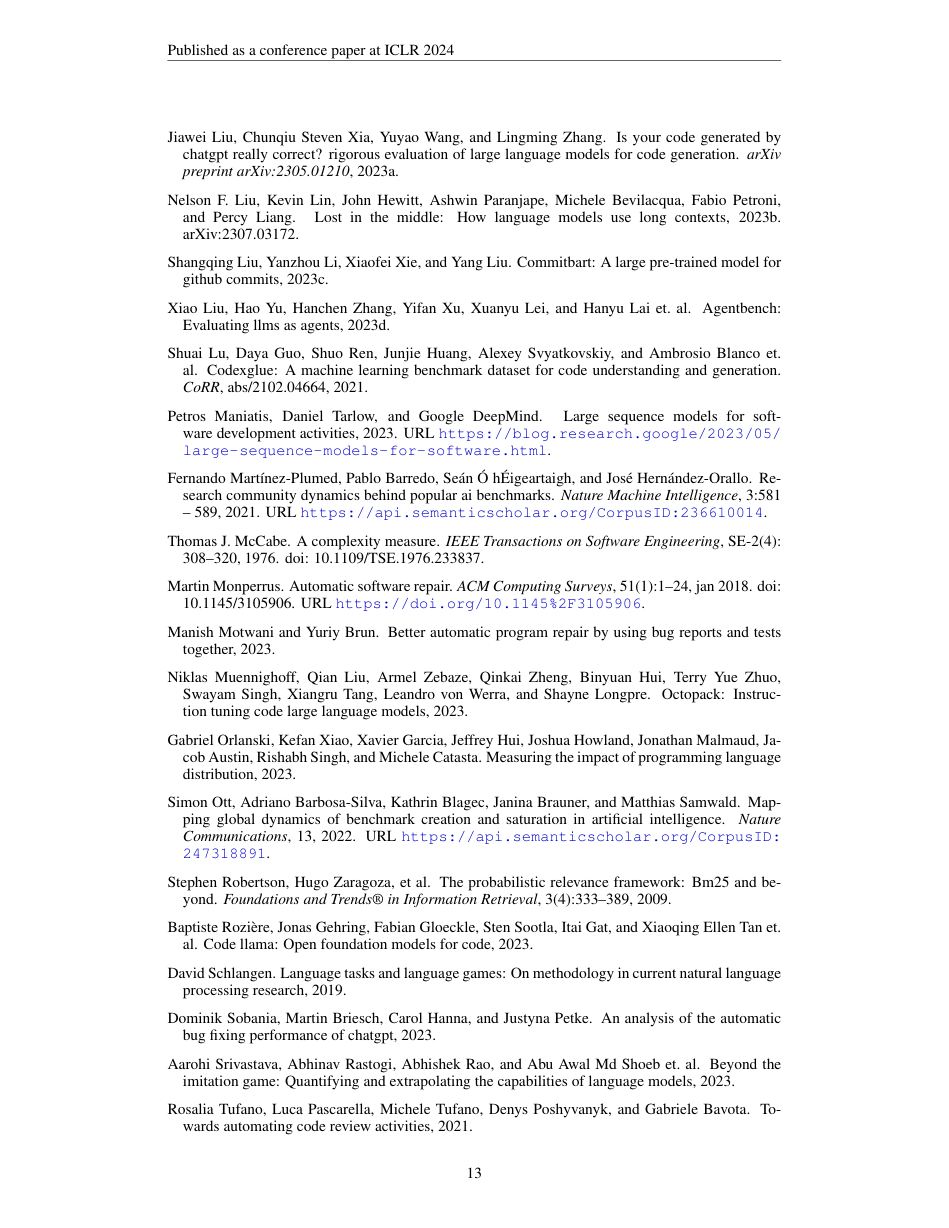 Published as a conference paper at ICLR 2024
Jiawei Liu, Chunqiu Steven Xia, Yuyao Wang, and Lingming Zhang. Is your code generated by
chatgpt really correct? rigorous evaluation of large language models for code generation. arXiv
preprint arXiv:2305.01210, 2023a.
Nelson F. Liu, Kevin Lin, John Hewitt, Ashwin Paranjape, Michele Bevilacqua, Fabio Petroni,
and Percy Liang. Lost in the middle: How language models use long contexts, 2023b.
arXiv:2307.03172.
Shangqing Liu, Yanzhou Li, Xiaofei Xie, and Yang Liu. Commitbart: A large pre-trained model for
github commits, 2023c.
Xiao Liu, Hao Yu, Hanchen Zhang, Yifan Xu, Xuanyu Lei, and Hanyu Lai et. al. Agentbench:
Evaluating llms as agents, 2023d.
Shuai Lu, Daya Guo, Shuo Ren, Junjie Huang, Alexey Svyatkovskiy, and Ambrosio Blanco et.
al. Codexglue: A machine learning benchmark dataset for code understanding and generation.
CoRR, abs/2102.04664, 2021.
Petros Maniatis, Daniel Tarlow, and Google DeepMind. Large sequence models for soft-
ware development activities, 2023. URL https://blog.research.google/2023/05/
large-sequence-models-for-software.html.
Fernando Martínez-Plumed, Pablo Barredo, Seán Ó hÉigeartaigh, and José Hernández-Orallo. Re-
search community dynamics behind popular ai benchmarks. Nature Machine Intelligence, 3:581
– 589, 2021. URL https://api.semanticscholar.org/CorpusID:236610014.
Thomas J. McCabe. A complexity measure. IEEE Transactions on Software Engineering, SE-2(4):
308–320, 1976. doi: 10.1109/TSE.1976.233837.
Martin Monperrus. Automatic software repair. ACM Computing Surveys, 51(1):1–24, jan 2018. doi:
10.1145/3105906. URL https://doi.org/10.1145%2F3105906.
Manish Motwani and Yuriy Brun. Better automatic program repair by using bug reports and tests
together, 2023.
Niklas Muennighoff, Qian Liu, Armel Zebaze, Qinkai Zheng, Binyuan Hui, Terry Yue Zhuo,
Swayam Singh, Xiangru Tang, Leandro von Werra, and Shayne Longpre. Octopack: Instruc-
tion tuning code large language models, 2023.
Gabriel Orlanski, Kefan Xiao, Xavier Garcia, Jeffrey Hui, Joshua Howland, Jonathan Malmaud, Ja-
cob Austin, Rishabh Singh, and Michele Catasta. Measuring the impact of programming language
distribution, 2023.
Simon Ott, Adriano Barbosa-Silva, Kathrin Blagec, Janina Brauner, and Matthias Samwald. Map-
ping global dynamics of benchmark creation and saturation in artificial intelligence. Nature
Communications, 13, 2022. URL https://api.semanticscholar.org/CorpusID:
247318891.
Stephen Robertson, Hugo Zaragoza, et al. The probabilistic relevance framework: Bm25 and be-
yond. Foundations and Trends® in Information Retrieval, 3(4):333–389, 2009.
Baptiste Rozière, Jonas Gehring, Fabian Gloeckle, Sten Sootla, Itai Gat, and Xiaoqing Ellen Tan et.
al. Code llama: Open foundation models for code, 2023.
David Schlangen. Language tasks and language games: On methodology in current natural language
processing research, 2019.
Dominik Sobania, Martin Briesch, Carol Hanna, and Justyna Petke. An analysis of the automatic
bug fixing performance of chatgpt, 2023.
Aarohi Srivastava, Abhinav Rastogi, Abhishek Rao, and Abu Awal Md Shoeb et. al. Beyond the
imitation game: Quantifying and extrapolating the capabilities of language models, 2023.
Rosalia Tufano, Luca Pascarella, Michele Tufano, Denys Poshyvanyk, and Gabriele Bavota. To-
wards automating code review activities, 2021.
13